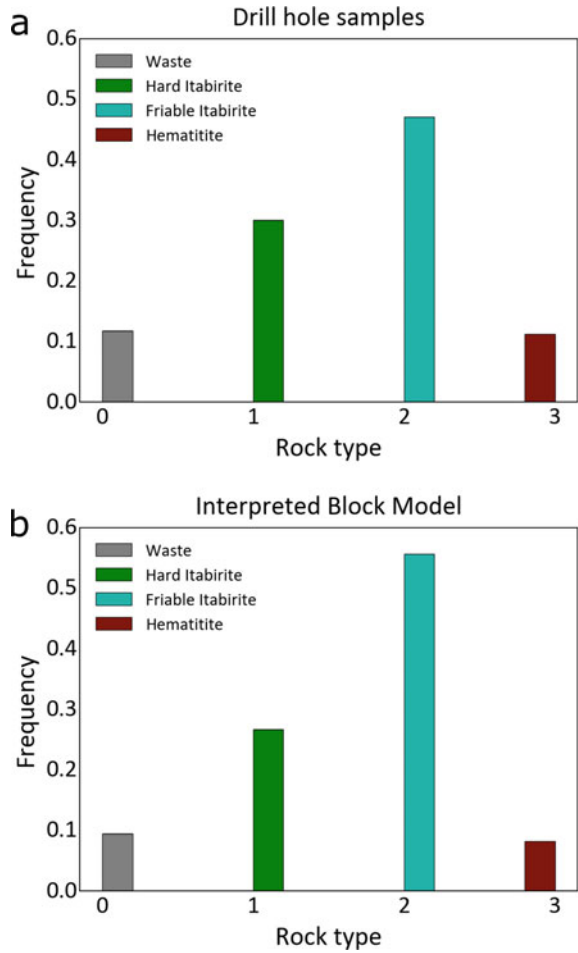 a
Drill hole samples
0.6
0.5
0.4
0.3
0.2
0.1
0.0
Frequency
Waste
Hard Itabirite
Friable Itabirite
Hematitite
0 1 2 3
Rock type
b
Interpreted Block Model
0.6
0.5
0.4
0.3
0.2
0.1
0.0
Frequency
Waste
Hard Itabirite
Friable Itabirite
Hematitite
0 1 2 3
Rock type